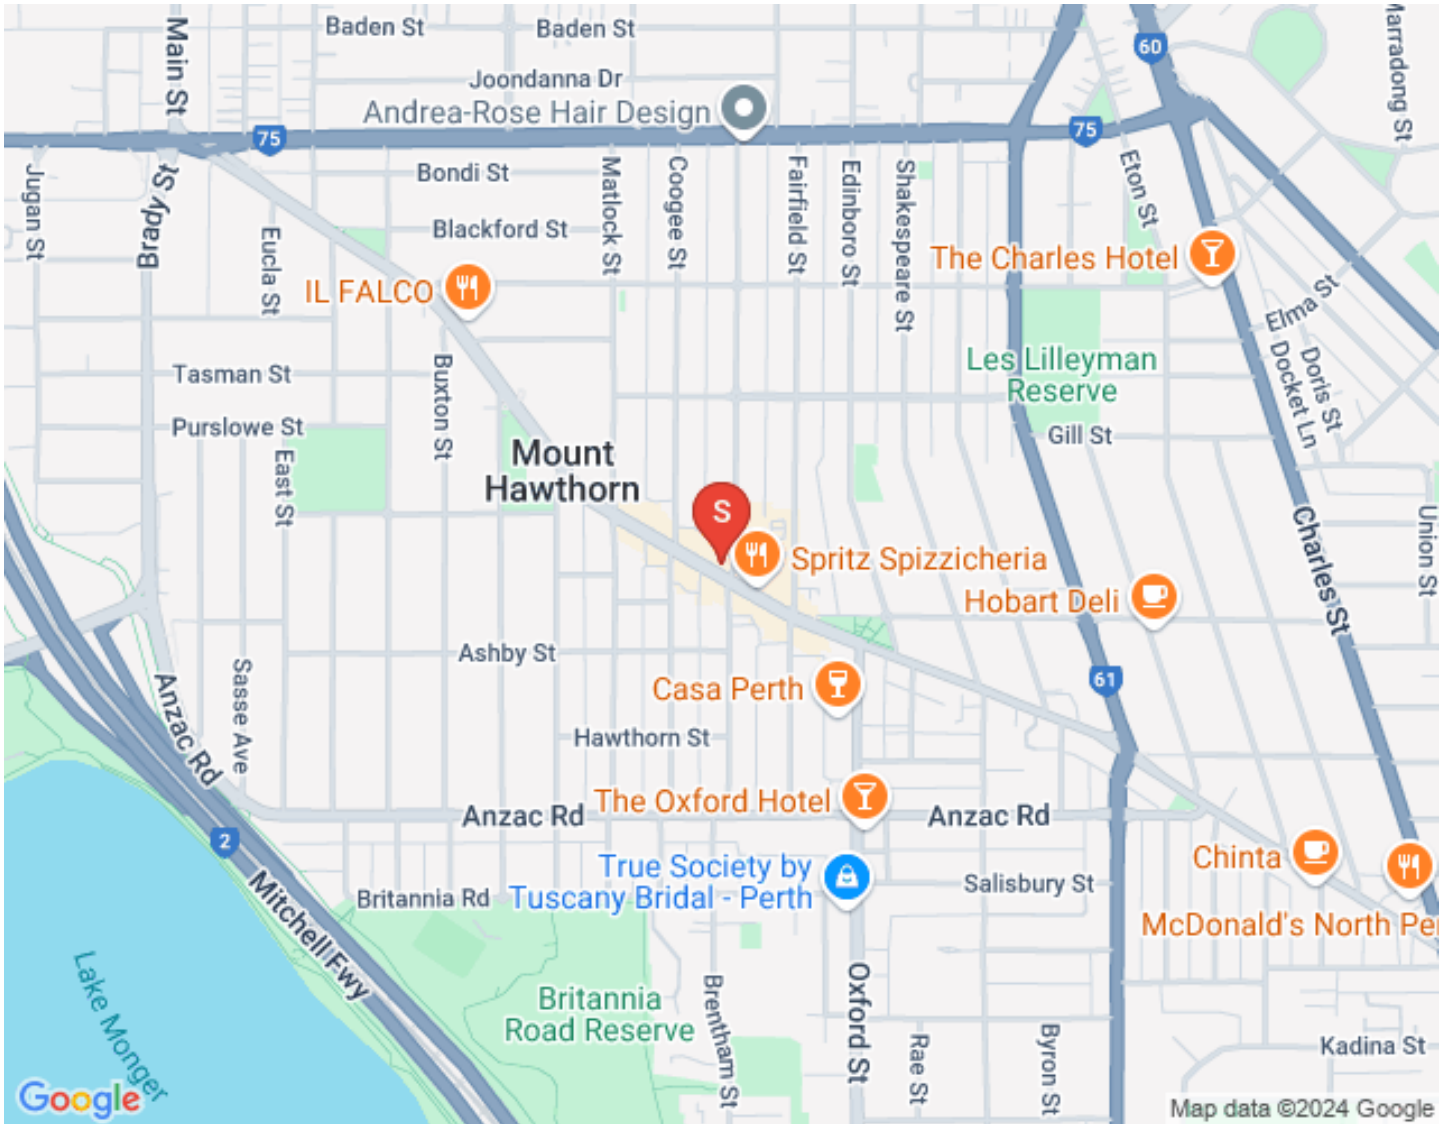 Baden St
Baden St
Main St
Joondanna Dr
60
Marradong St
Andrea-Rose Hair Design
75
75
Bondi St
Jugan St
Brady St
Matlock St
Coogee St
Fairfield St
Edinboro St
Shakespeare St
Eton St
Blackford St
Eucla St
The Charles Hotel
IL FALCO
Elma St
Tasman St
Buxton St
Les Lilleyman
Reserve
Docket Ln
Doris St
Purslowe St
East St
Gill St
Mount
Hawthorn
S
Charles St
Union St
Spritz Spizzicheria
Hobart Deli
Ashby St
Sasse Ave
Anzac Rd
Casa Perth
61
Hawthorn St
The Oxford Hotel
Anzac Rd
Anzac Rd
2
Chinta
True Society by
Tuscany Bridal - Perth
Salisbury St
Britannia Rd
McDonald's North Pe
Mitchell Fwy
Lake Monger
Britannia
Road Reserve
Brentham St
Oxford St
Rae St
Byron St
Kadina St
Google
Map data ©2024 Google